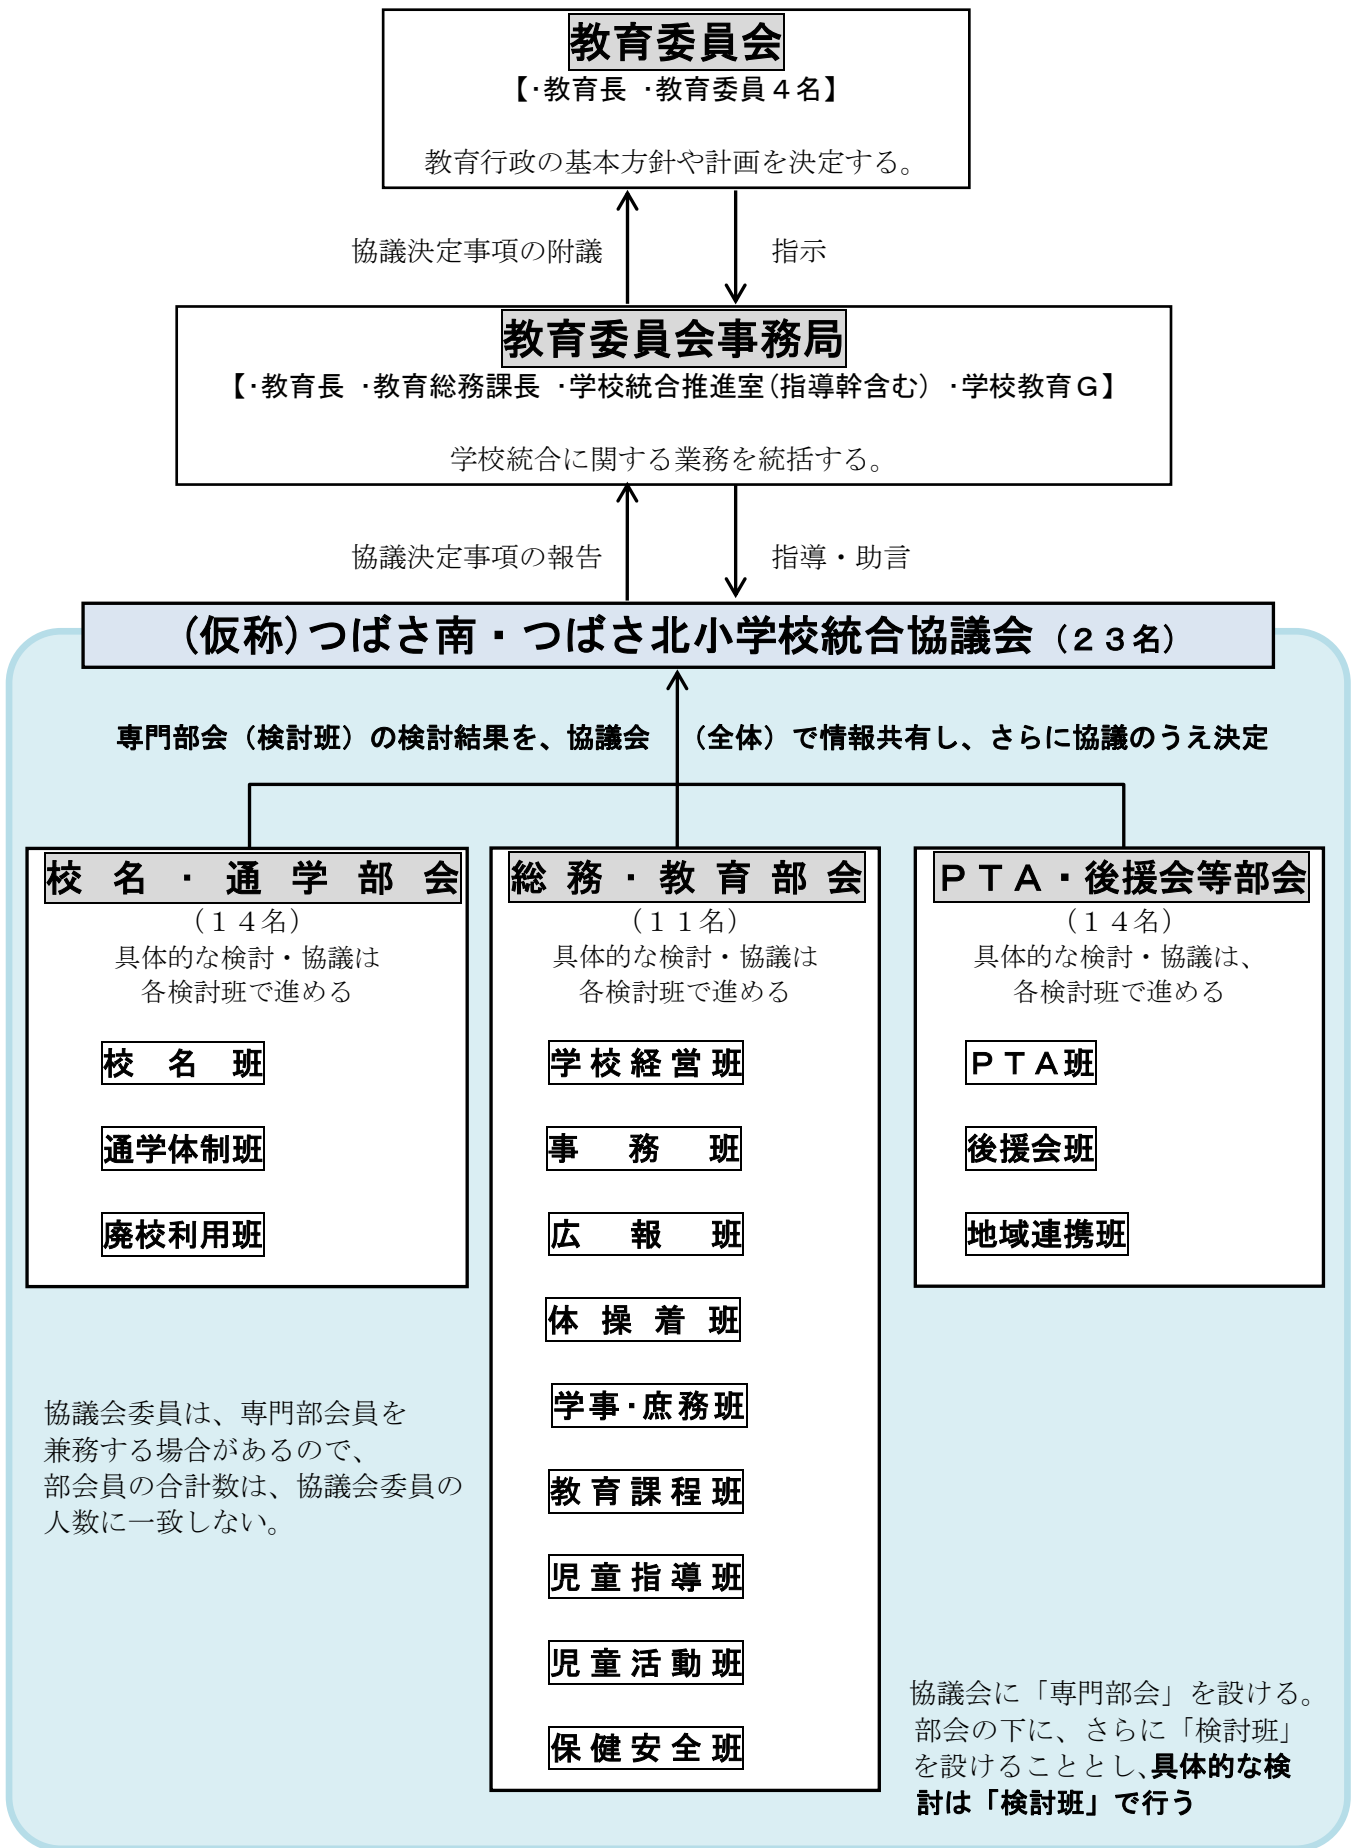 教育委員会
【・教育長 ・教育委員４名】
教育行政の基本方針や計画を決定する。
協議決定事項の附議
指示
教育委員会事務局
【・教育長 ・教育総務課長 ・学校統合推進室（指導幹含む） ・学校教育Ｇ】
学校統合に関する業務を統括する。
協議決定事項の報告
指導・助言
（仮称）つばさ南・つばさ北小学校統合協議会（２３名）
専門部会（検討班）の検討結果を、協議会　（全体）で情報共有し、さらに協議のうえ決定
校名・通学部会
（１４名）
具体的な検討・協議は
各検討班で進める
校名班
通学体制班
廃校利用班
総務・教育部会
（１１名）
具体的な検討・協議は
各検討班で進める
学校経営班
事務班
広報班
体操着班
学事・庶務班
教育課程班
児童指導班
児童活動班
保健安全班
ＰＴＡ・後援会等部会
（１４名）
具体的な検討・協議は、
各検討班で進める
ＰＴＡ班
後援会班
地域連携班
協議会委員は、専門部会員を
兼務する場合があるので、
部会員の合計数は、協議会委員の
人数に一致しない。
協議会に「専門部会」を設ける。
部会の下に、さらに「検討班」
を設けることとし、具体的な検
討は「検討班」で行う